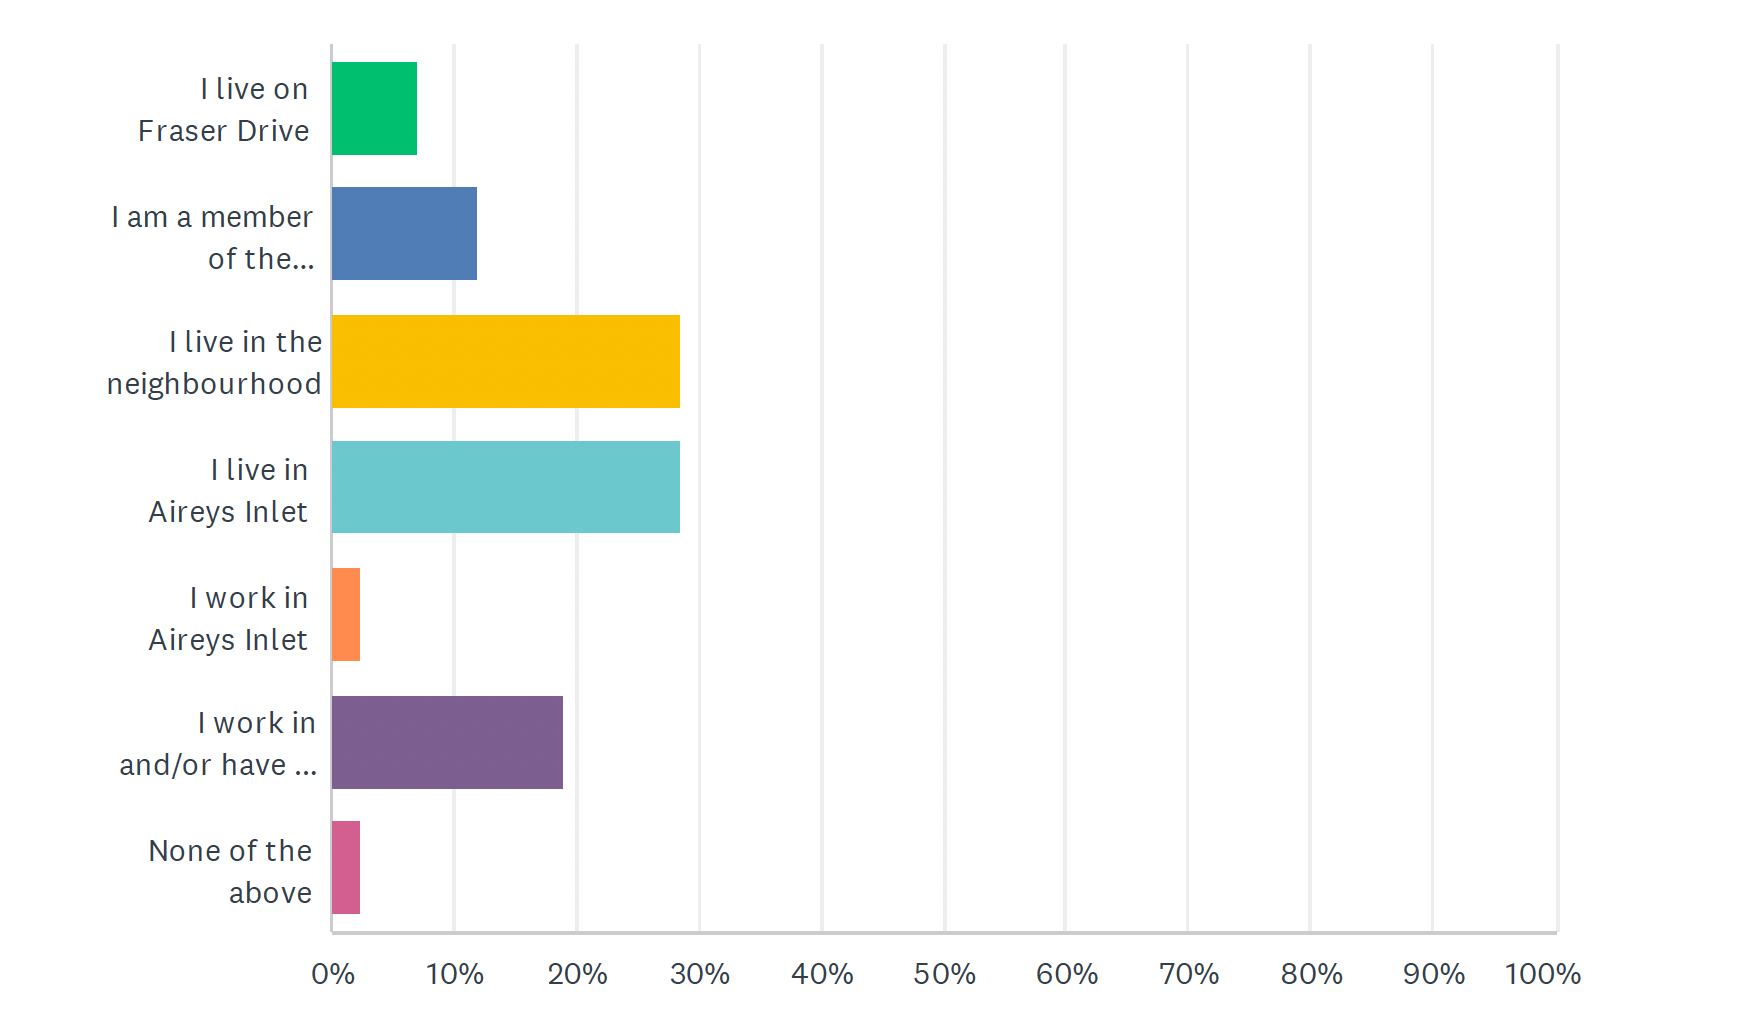 I live on
Fraser Drive
I am a member
of the...
I live in the
neighbourhood
I live in
Aireys Inlet
I work in
Aireys Inlet
I work in
and/or have ...
None of the
above
0% 10% 20% 30% 40% 50% 60% 70% 80% 90% 100%